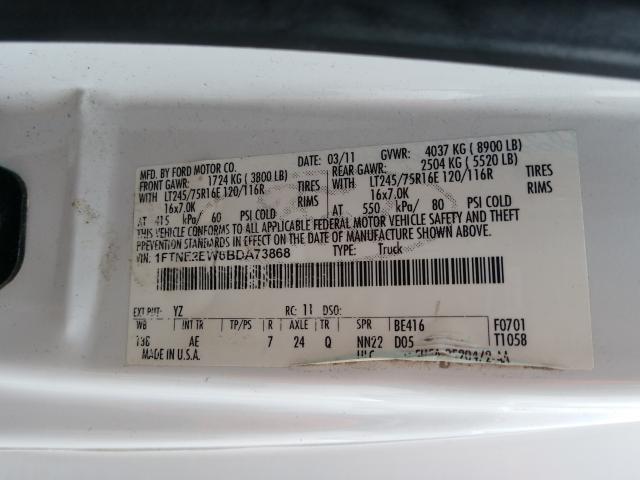 MFD. BY FORD MOTOR CO. 03/11 GVWR: 4037 KG ( 8900 LB)
FRONT GAWR: 1724 KG ( 3800 LB) REAR GAWR: 2504 KG ( 5520 LB)
WITH LT245/75R16E 120/116R TIRES WITH LT245/75R16E 120/116R TIRES
16x7.0K RIMS 16x7.0K RIMS
AT 415 kPa/ 60 PSI COLD AT 550 kPa/ 80 PSI COLD
THIS VEHICLE CONFORMS TO ALL APPLICABLE FEDERAL MOTOR VEHICLE SAFETY AND THEFT
PREVENTION STANDARDS IN EFFECT ON THE DATE OF MANUFACTURE SHOWN ABOVE.
VIN: 1FTNE2EW6BDA73868 TYPE: Truck
EXT PNT: YZ RC: 11 DSO:
WB INT TR TP/PS R AXLE TR SPR BE416 F0701
138 AE 7 24 Q NN22 D05 T1058
MADE IN U.S.A. ULC